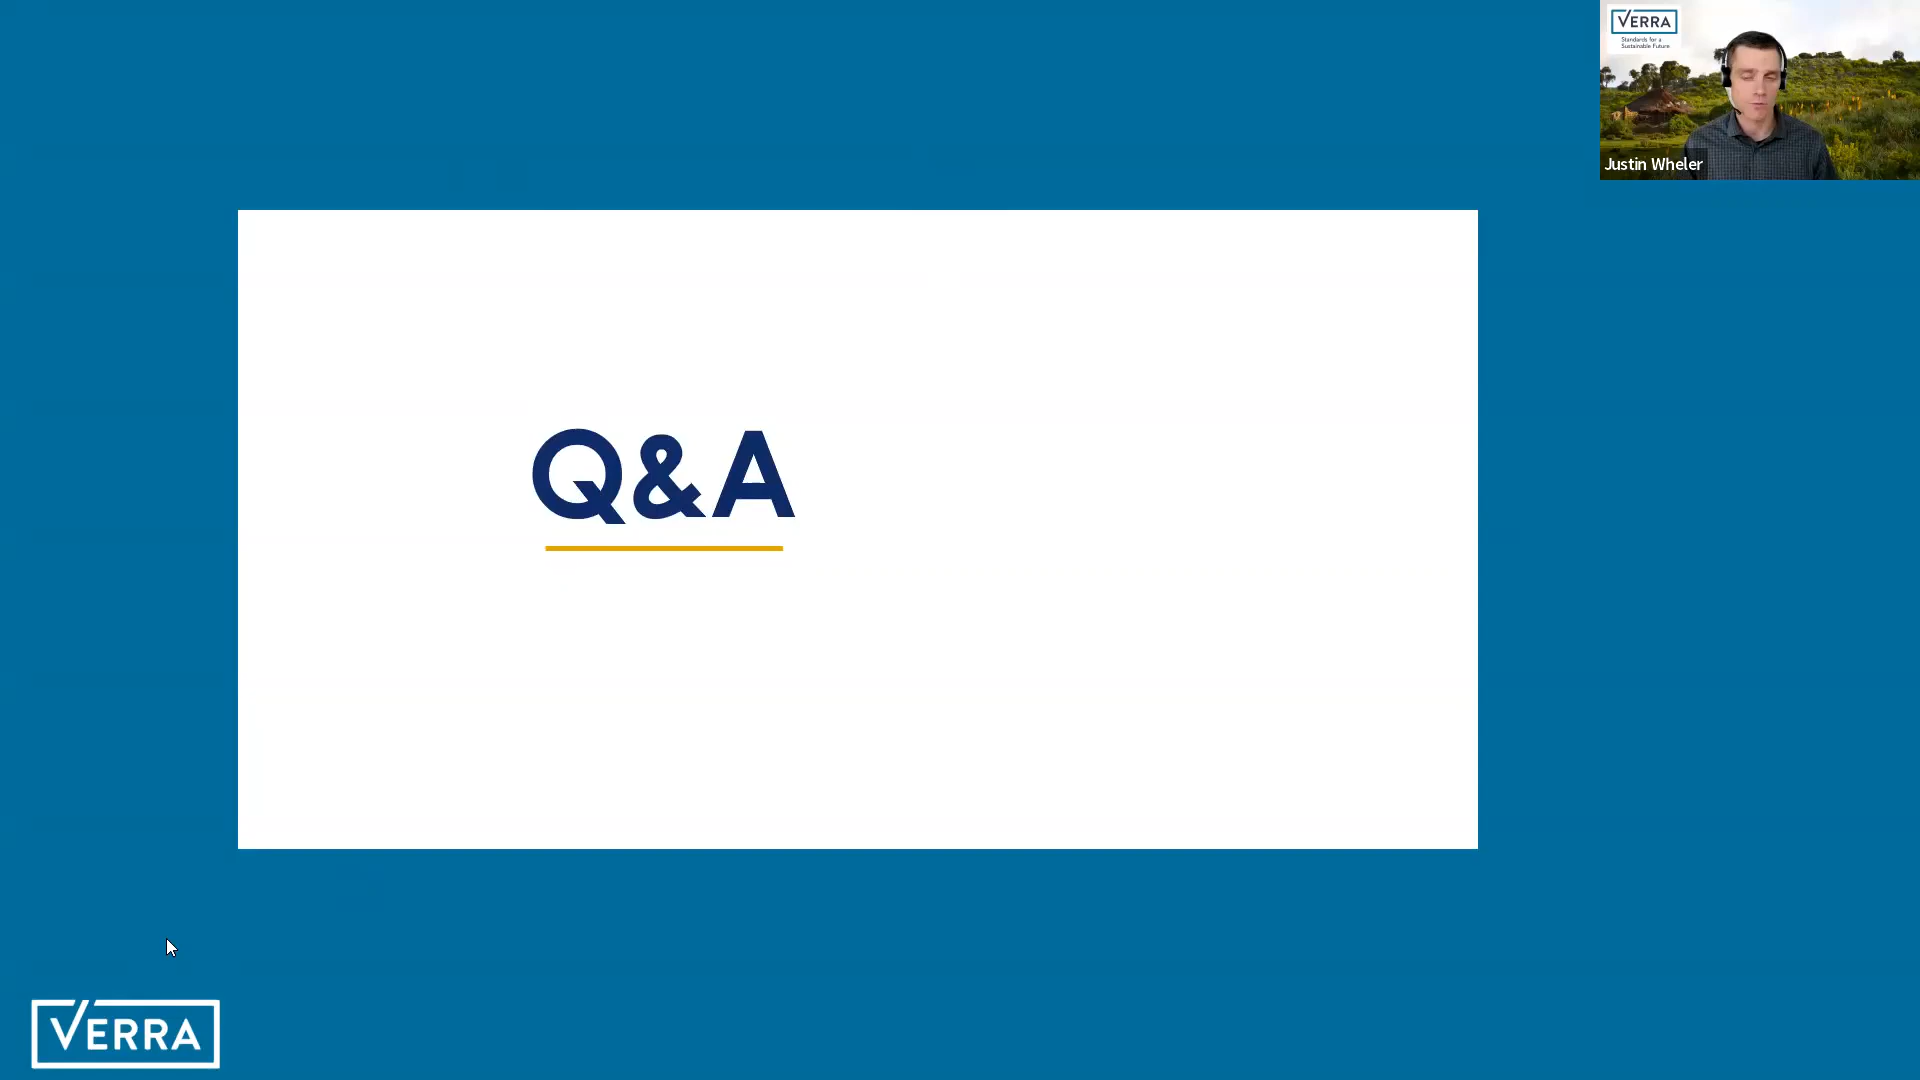 VERRA
Standards for a
Sustainable Future
Justin Wheler
Q&A
VERRA